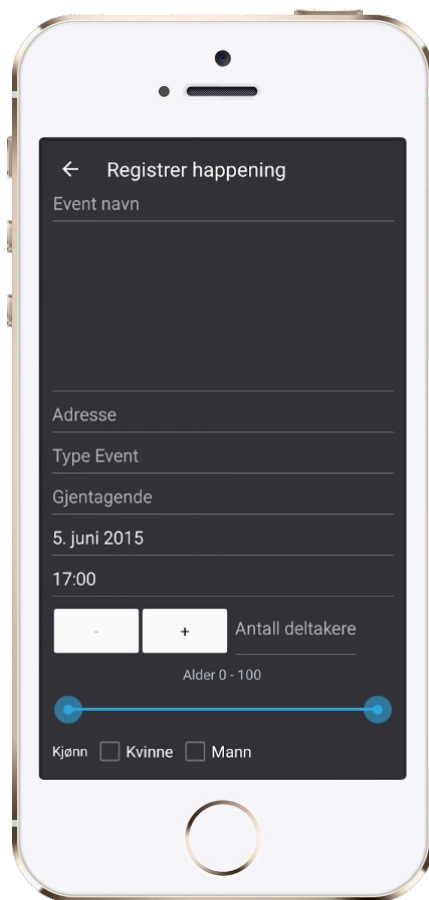 Registrer happening
Event navn
Adresse
Type Event
Gjentagende
5. juni 2015
17:00
- + Antall deltakere
Alder 0 - 100
Kjønn Kvinne Mann